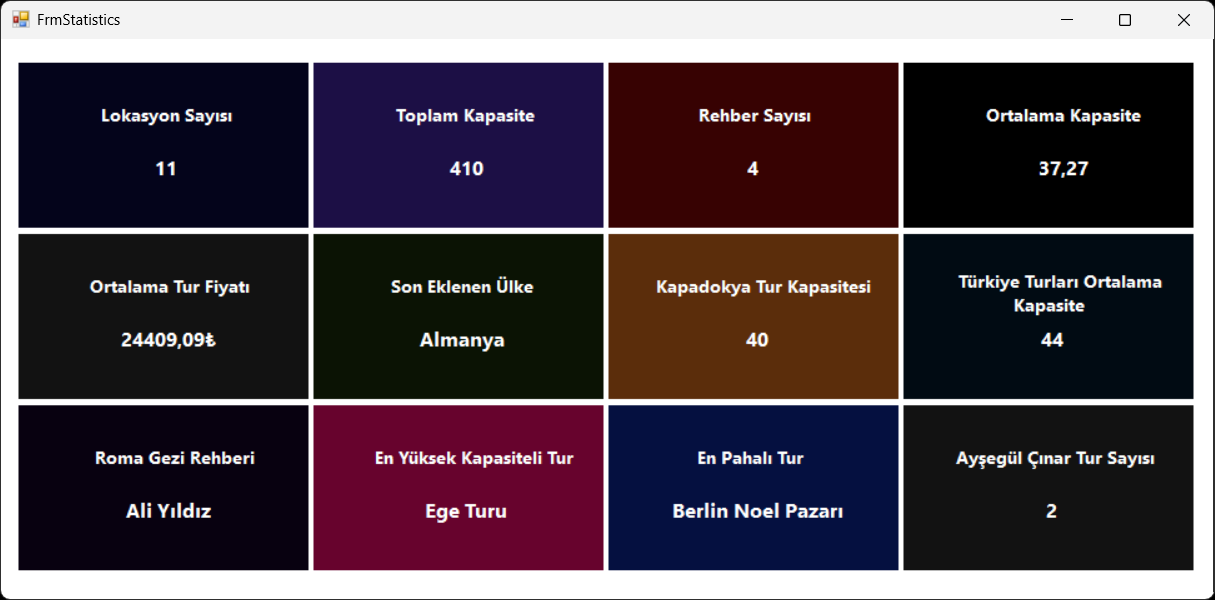 FrmStatistics
Lokasyon Sayısı
11
Toplam Kapasite
410
Rehber Sayısı
4
Ortalama Kapasite
37,27
Ortalama Tur Fiyatı
24409,09₺
Son Eklenen Ülke
Almanya
Kapadokya Tur Kapasitesi
40
Türkiye Turları Ortalama
Kapasite
44
Roma Gezi Rehberi
Ali Yıldız
En Yüksek Kapasiteli Tur
Ege Turu
En Pahalı Tur
Berlin Noel Pazarı
Ayşegül Çınar Tur Sayısı
2